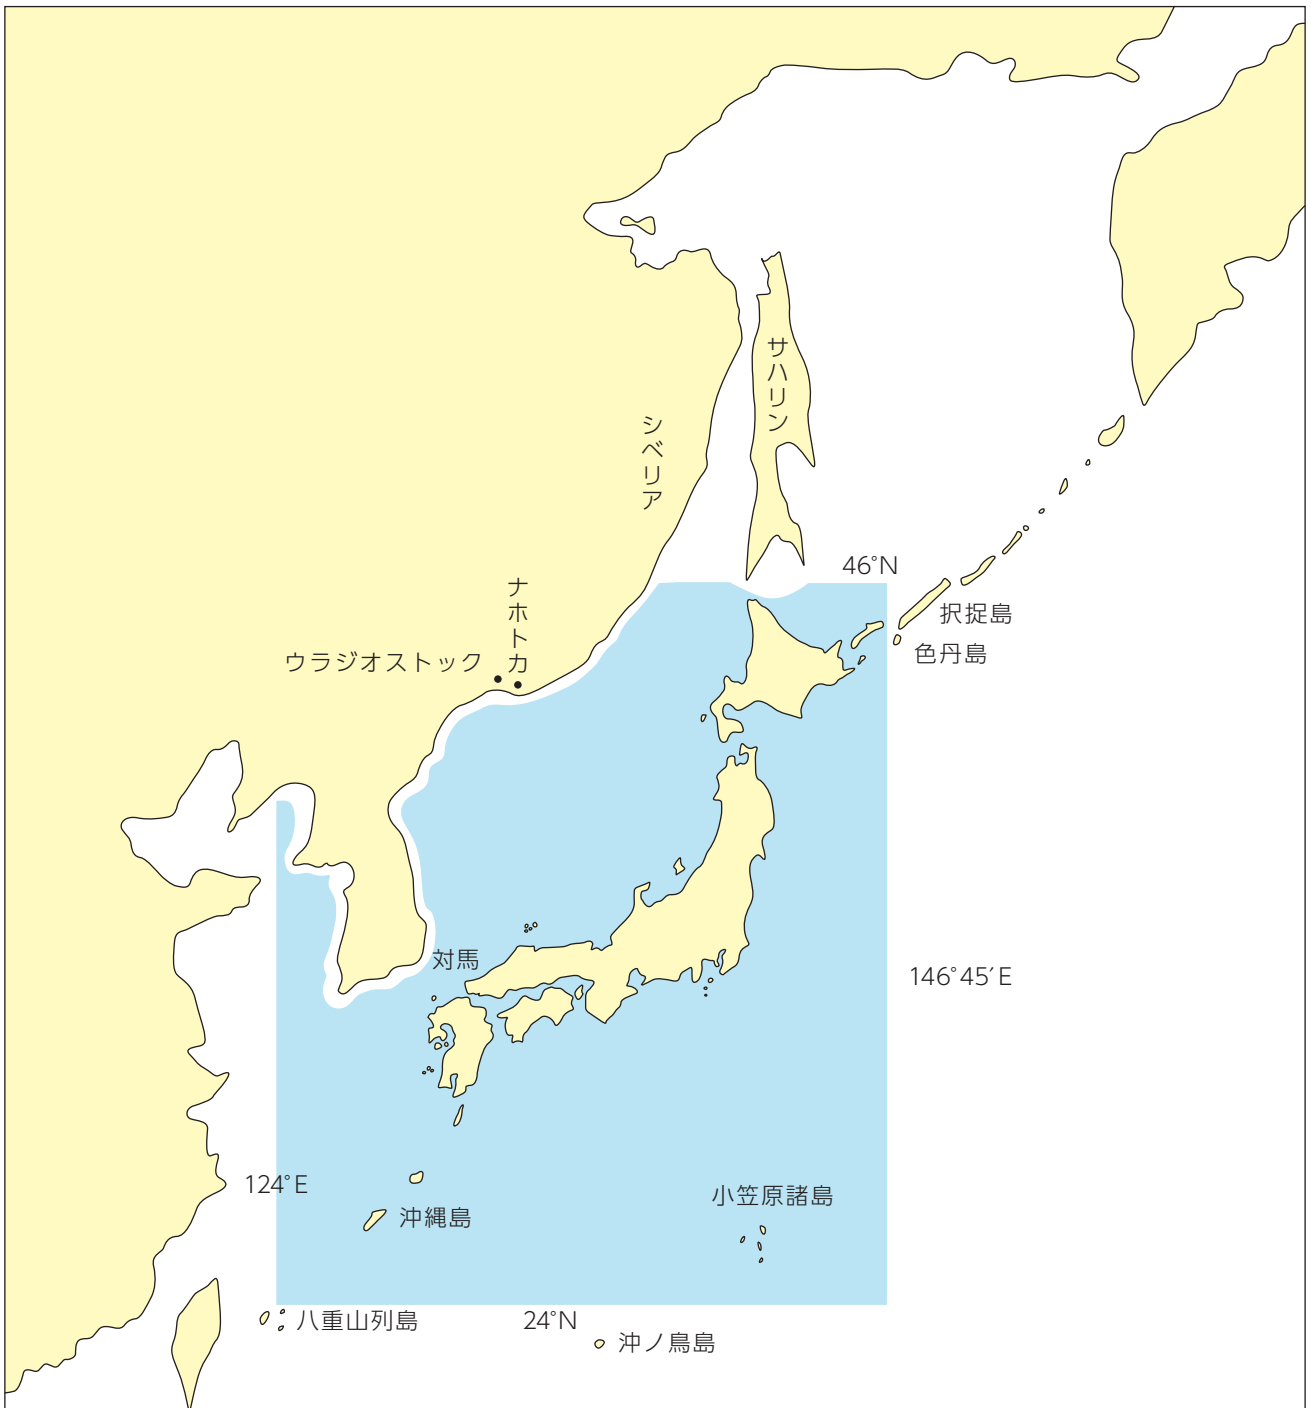 サハリン
シベリア
46°N
ナホトカ
択捉島
ウラジオストック
色丹島
対馬
146°45′E
124°E
小笠原諸島
沖縄島
八重山列島
24°N
沖ノ鳥島